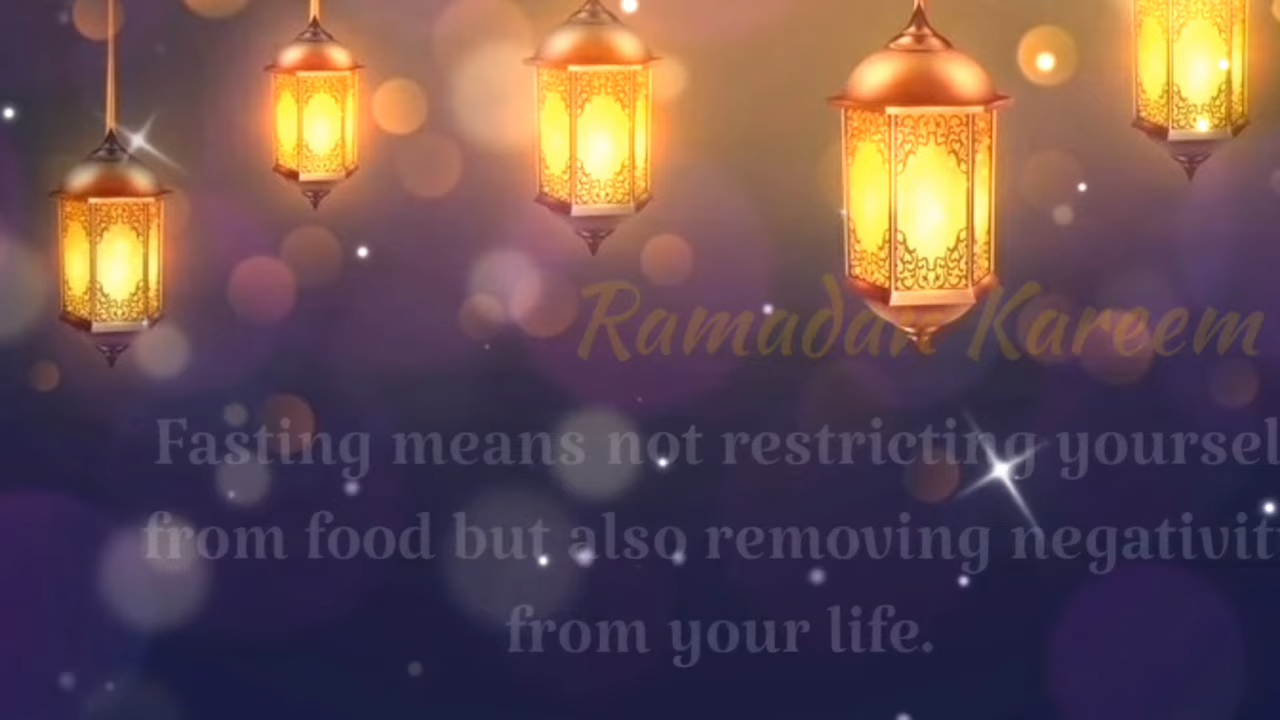 Ramadan Kareem
Fasting means not restricting yoursel
from food but also removing negativit
from your life.